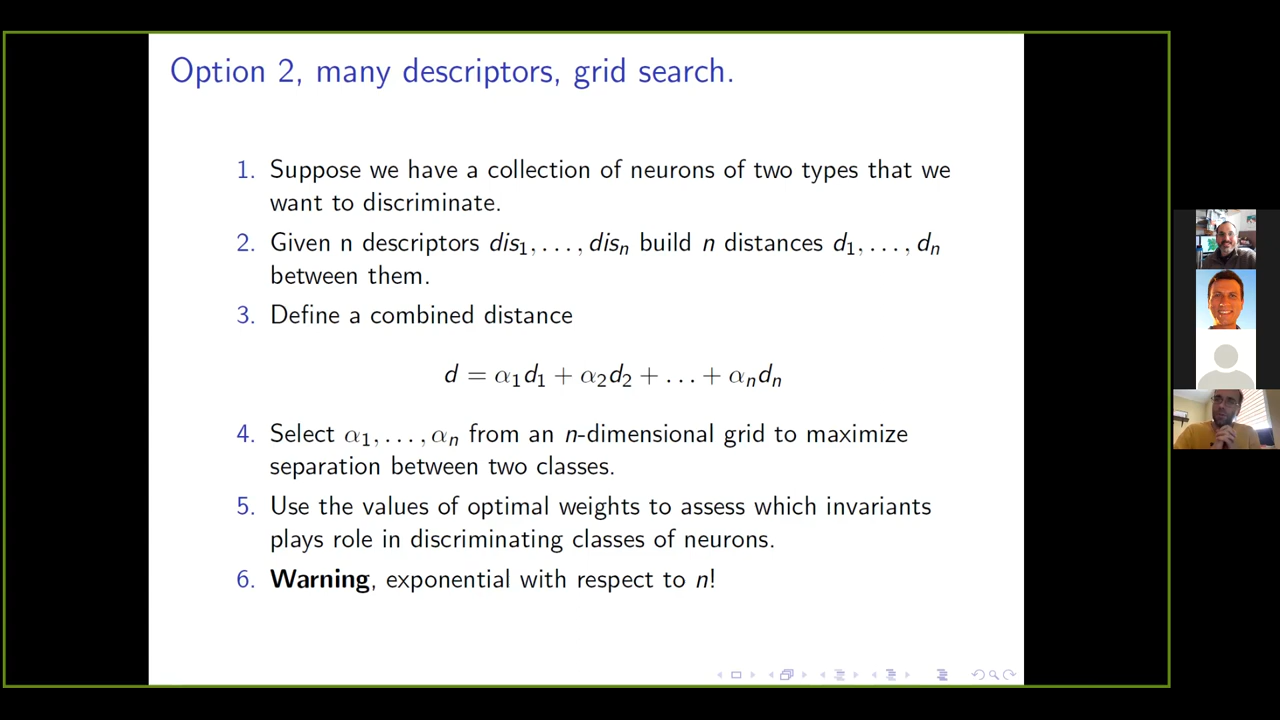 Option 2, many descriptors, grid search.
1. Suppose we have a collection of neurons of two types that we
want to discriminate.
2. Given n descriptors dis₁, . . . , disₙ build n distances d₁, . . . , dₙ
between them.
3. Define a combined distance
d = α₁d₁ + α₂d₂ + . . . + αₙdₙ
4. Select α₁, . . . , αₙ from an n-dimensional grid to maximize
separation between two classes.
5. Use the values of optimal weights to assess which invariants
plays role in discriminating classes of neurons.
6. Warning, exponential with respect to n!